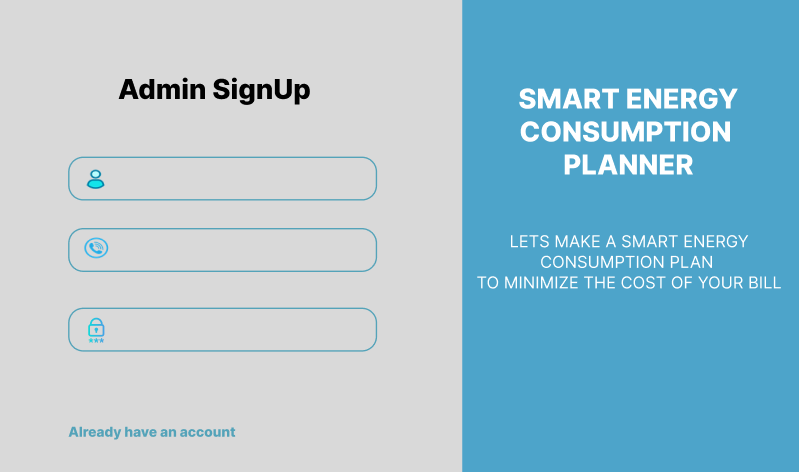 Admin SignUp
Already have an account
SMART ENERGY
CONSUMPTION
PLANNER
LETS MAKE A SMART ENERGY
CONSUMPTION PLAN
TO MINIMIZE THE COST OF YOUR BILL